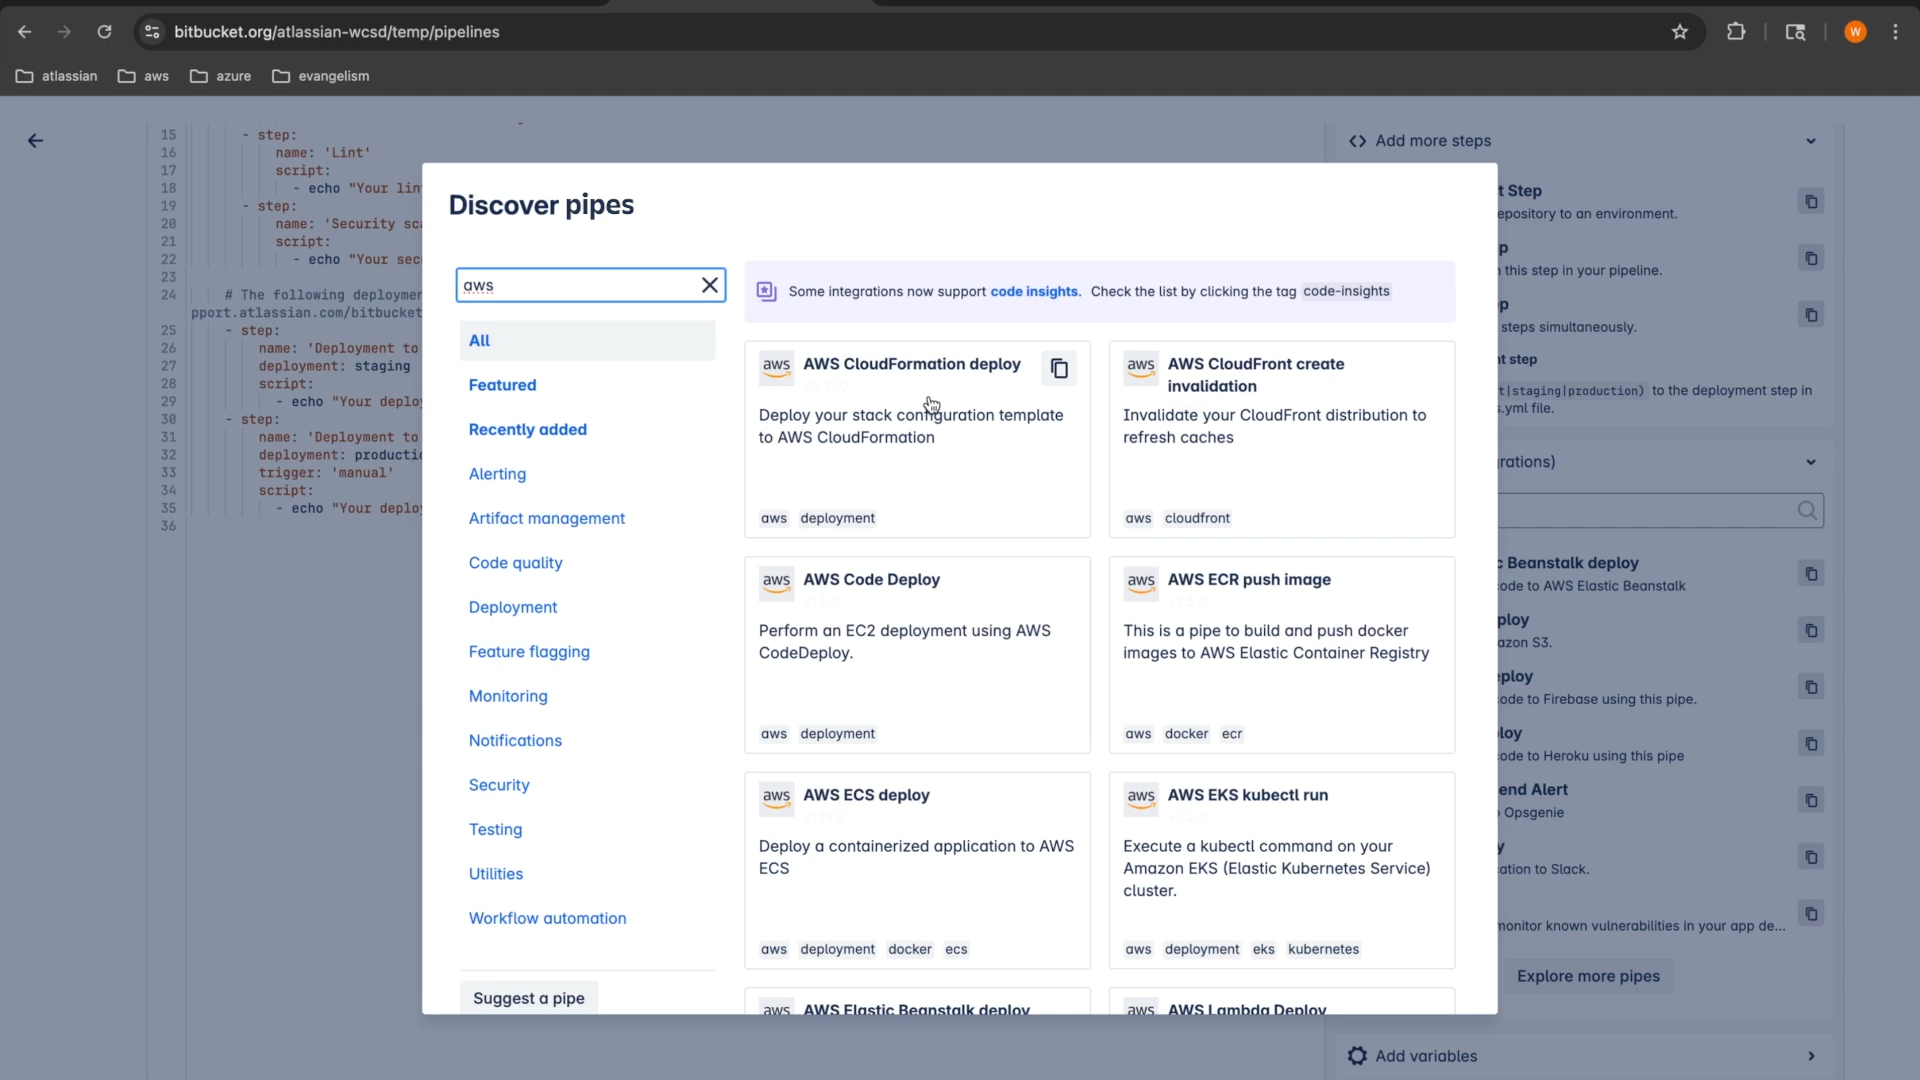 bitbucket.org/atlassian-wcsd/temp/pipelines
W
atlassian
aws
azure
evangelism
15 - step:
16 name: 'Lint'
17 script:
18 - echo "Your lin
19 - step:
20 name: 'Security sca
21 script:
22 - echo "Your sec
23
24 # The following deploymen
pport.atlassian.com/bitbucket
25 - step:
26 name: 'Deployment to
27 deployment: staging
28 script:
29 - echo "Your deplo
30 - step:
31 name: 'Deployment to
32 deployment: producti
33 trigger: 'manual'
34 script:
35 - echo "Your deplo
36
Discover pipes
aws
All
Featured
Recently added
Alerting
Artifact management
Code quality
Deployment
Feature flagging
Monitoring
Notifications
Security
Testing
Utilities
Workflow automation
Suggest a pipe
Some integrations now support code insights. Check the list by clicking the tag code-insights
aws
AWS CloudFormation deploy
Deploy your stack configuration template
to AWS CloudFormation
aws deployment
aws
AWS CloudFront create
invalidation
Invalidate your CloudFront distribution to
refresh caches
aws cloudfront
aws
AWS Code Deploy
Perform an EC2 deployment using AWS
CodeDeploy.
aws deployment
aws
AWS ECR push image
This is a pipe to build and push docker
images to AWS Elastic Container Registry
aws docker ecr
aws
AWS ECS deploy
Deploy a containerized application to AWS
ECS
aws deployment docker ecs
aws
AWS EKS kubectl run
Execute a kubectl command on your
Amazon EKS (Elastic Kubernetes Service)
cluster.
aws deployment eks kubernetes
aws
AWS Elastic Beanstalk deploy
aws
AWS Lambda Deploy
Add more steps
t Step
epository to an environment.
p
n this step in your pipeline.
p
steps simultaneously.
nt step
t|staging|production) to the deployment step in
s.yml file.
rations)
c Beanstalk deploy
code to AWS Elastic Beanstalk
ploy
azon S3.
eploy
ode to Firebase using this pipe.
loy
ode to Heroku using this pipe
end Alert
Opsgenie
y
ation to Slack.
monitor known vulnerabilities in your app de...
Explore more pipes
Add variables